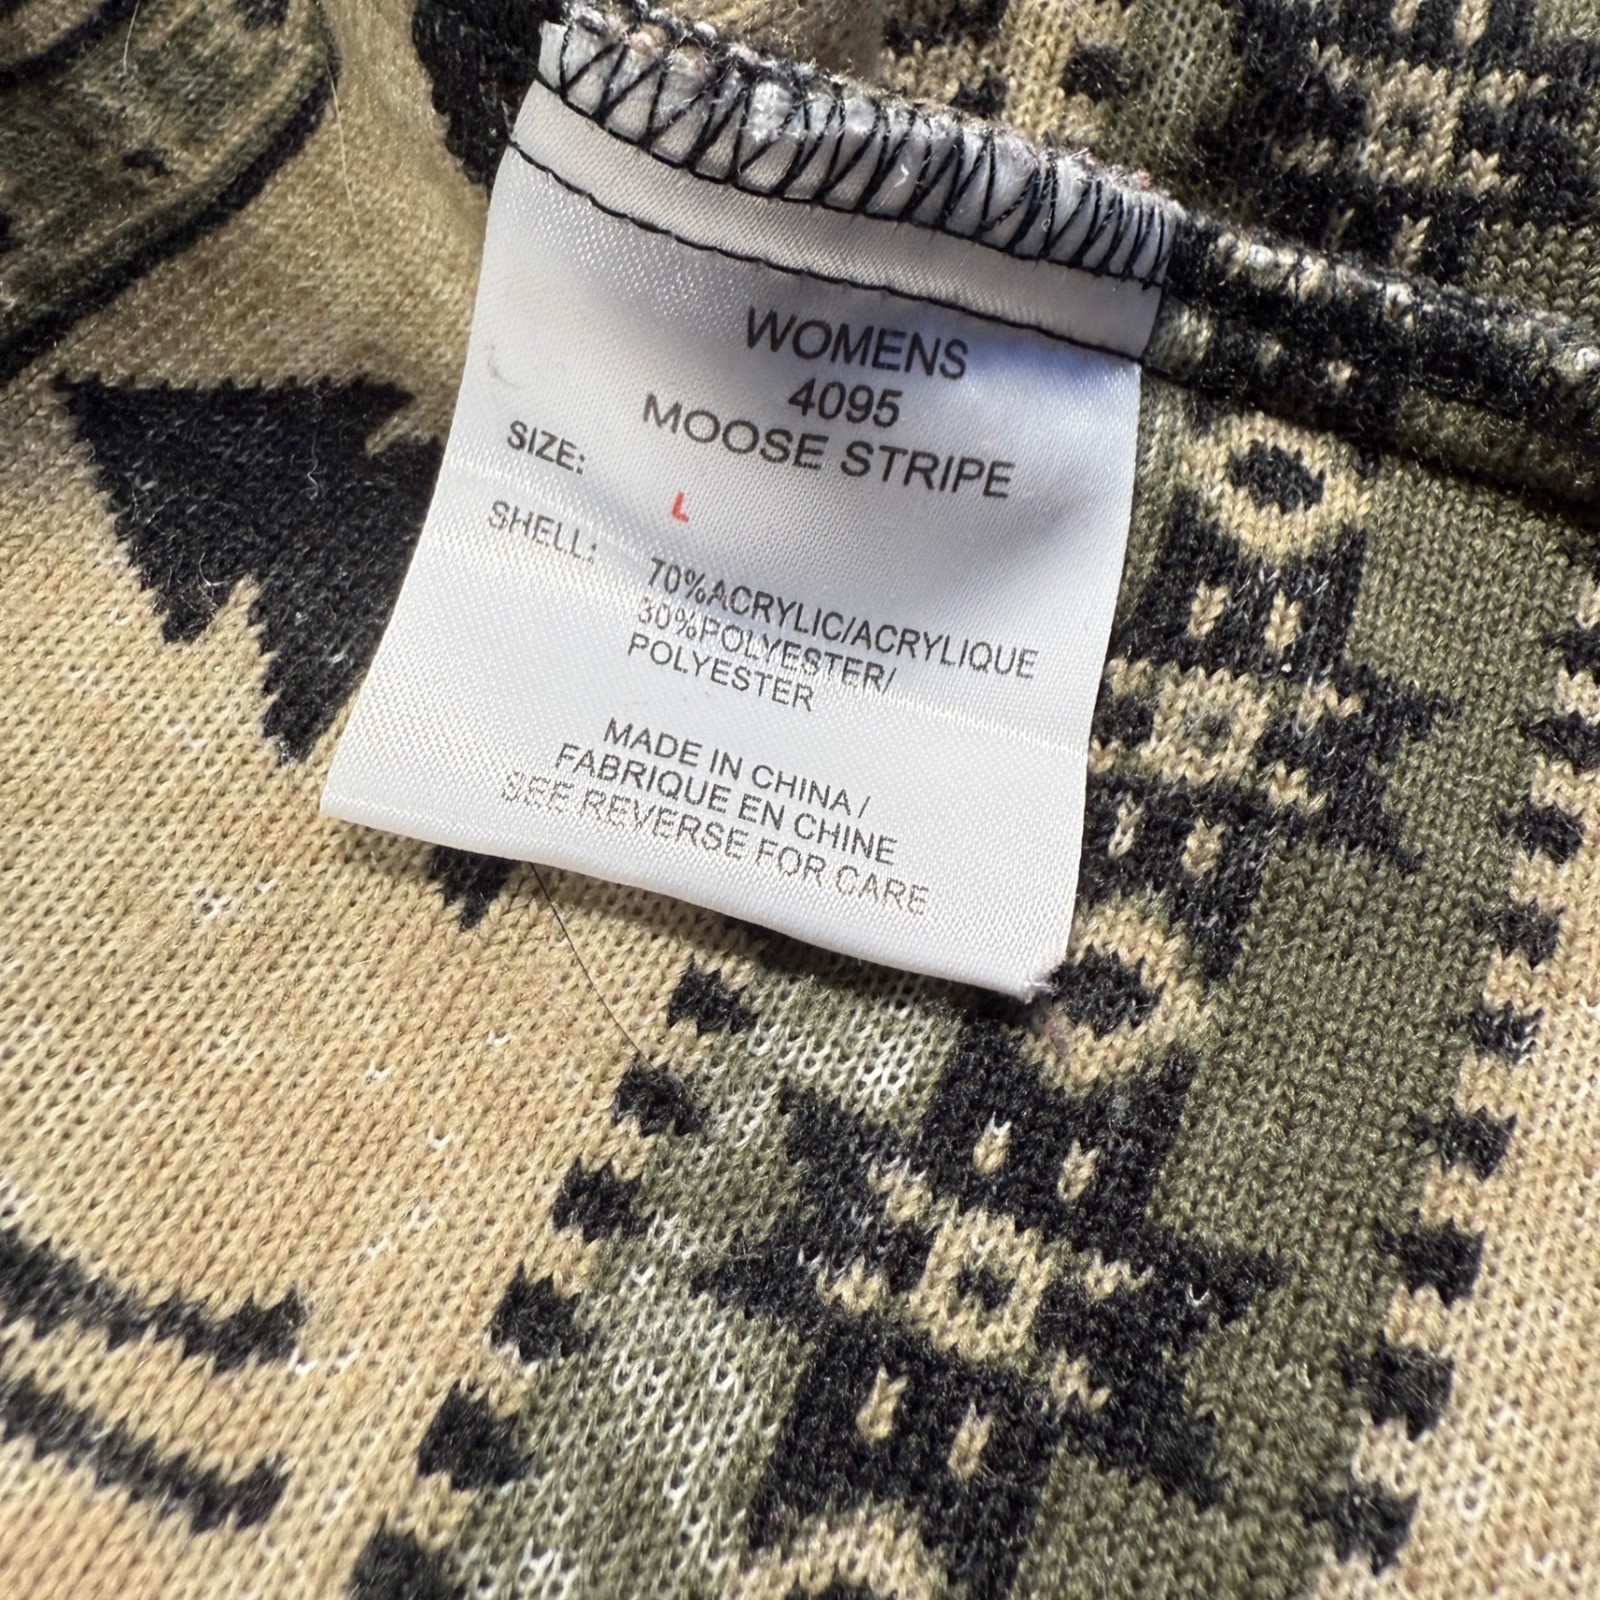 WOMENS
4095
MOOSE STRIPE
SIZE: L
SHELL: 70%ACRYLIC/ACRYLIQUE
30%POLYESTER/
POLYESTER
MADE IN CHINA /
FABRIQUE EN CHINE
SEE REVERSE FOR CARE